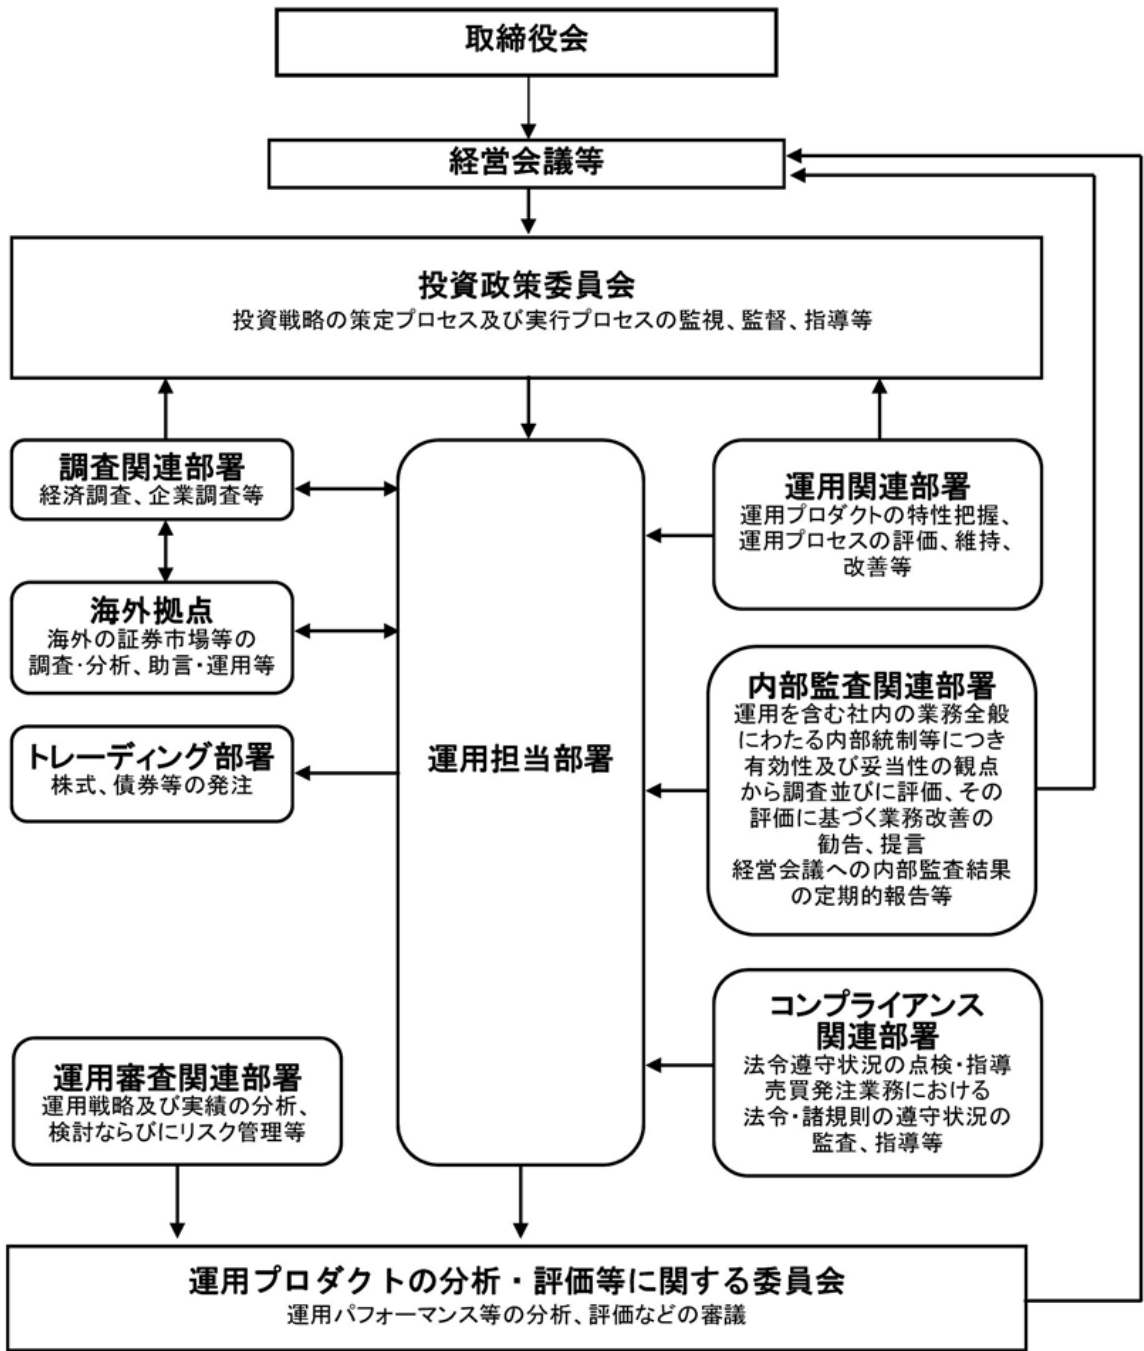 取締役会
経営会議等
投資政策委員会
投資戦略の策定プロセス及び実行プロセスの監視、監督、指導等
調査関連部署
経済調査、企業調査等
海外拠点
海外の証券市場等の
調査・分析、助言・運用等
トレーディング部署
株式、債券等の発注
運用担当部署
運用関連部署
運用プロダクトの特性把握、
運用プロセスの評価、維持、
改善等
内部監査関連部署
運用を含む社内の業務全般
にわたる内部統制等につき
有効性及び妥当性の観点
から調査並びに評価、その
評価に基づく業務改善の
勧告、提言
経営会議への内部監査結果
の定期的報告等
コンプライアンス
関連部署
法令遵守状況の点検・指導
売買発注業務における
法令・諸規則の遵守状況の
監査、指導等
運用審査関連部署
運用戦略及び実績の分析、
検討ならびにリスク管理等
運用プロダクトの分析・評価等に関する委員会
運用パフォーマンス等の分析、評価などの審議